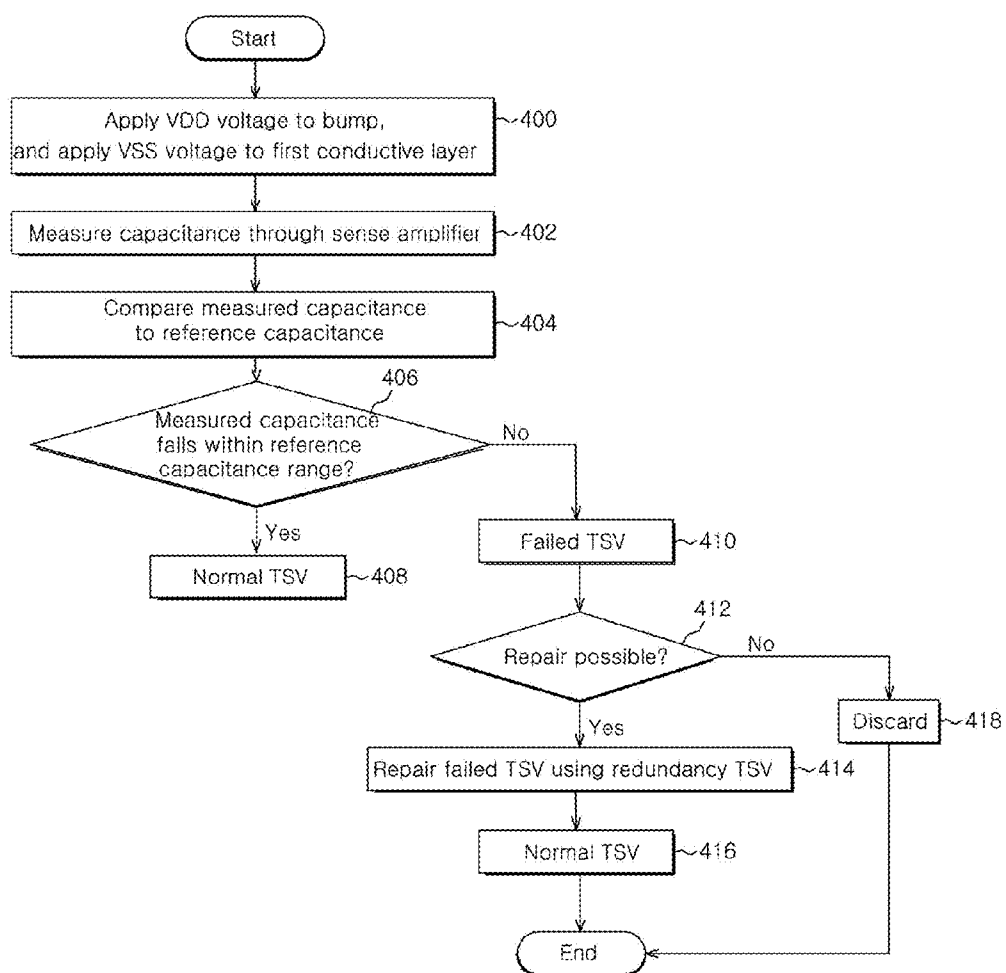 Start
Apply VDD voltage to bump,
and apply VSS voltage to first conductive layer
400
Measure capacitance through sense amplifier
402
Compare measured capacitance
to reference capacitance
404
406
Measured capacitance
falls within reference
capacitance range?
No
Yes
Normal TSV
408
Failed TSV
410
412
Repair possible?
No
Yes
Discard
418
Repair failed TSV using redundancy TSV
414
Normal TSV
416
End